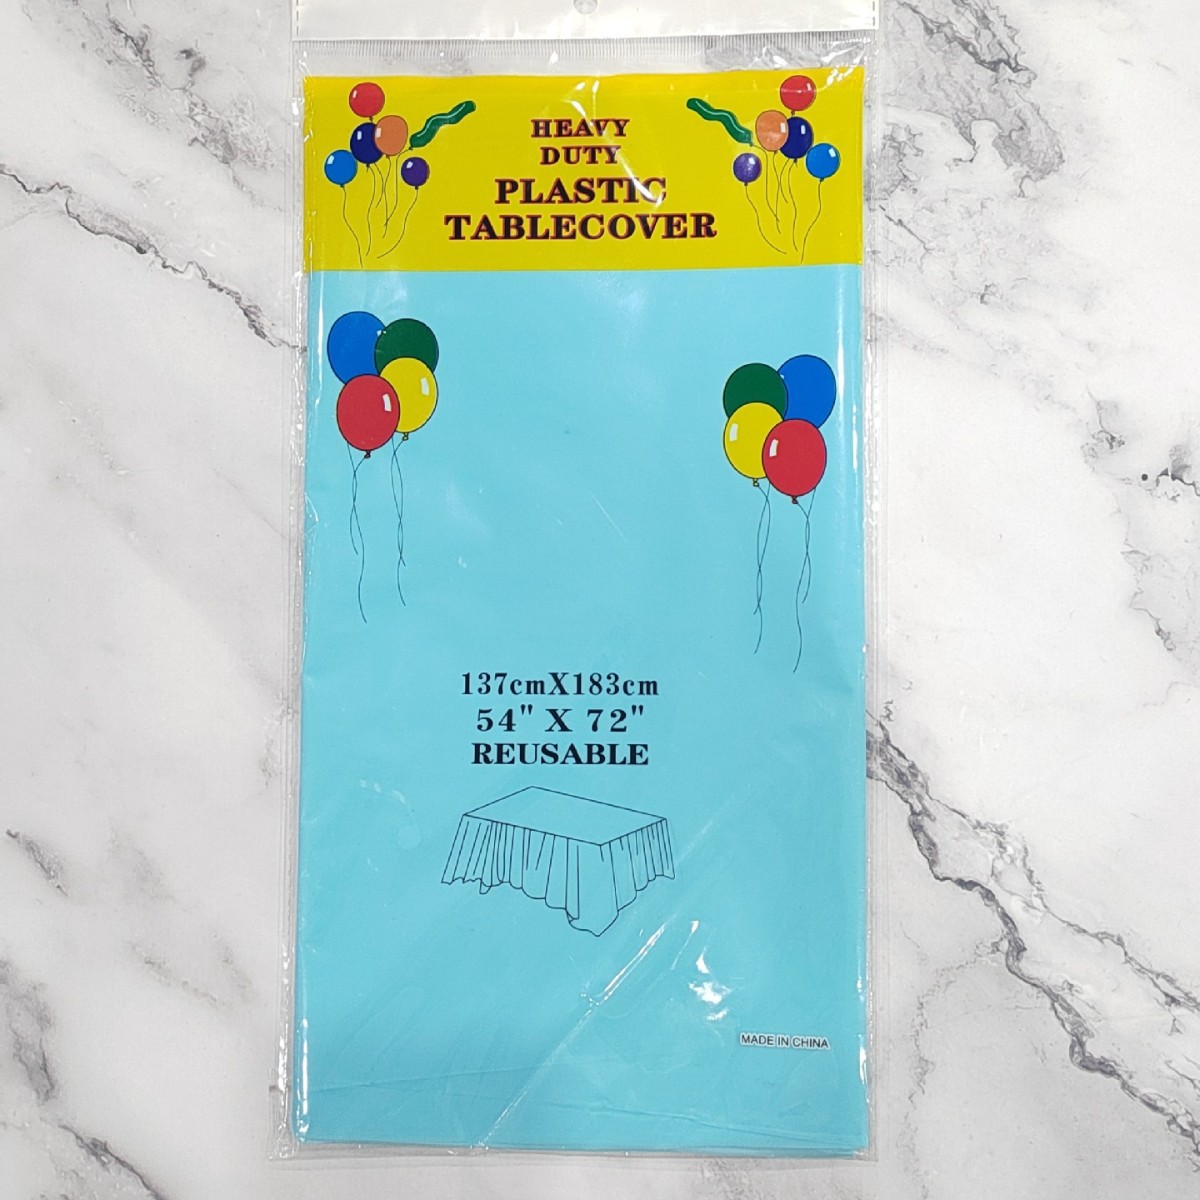 HEAVY
DUTY
PLASTIC
TABLECOVER
137cmX183cm
54" X 72"
REUSABLE
MADE IN CHINA